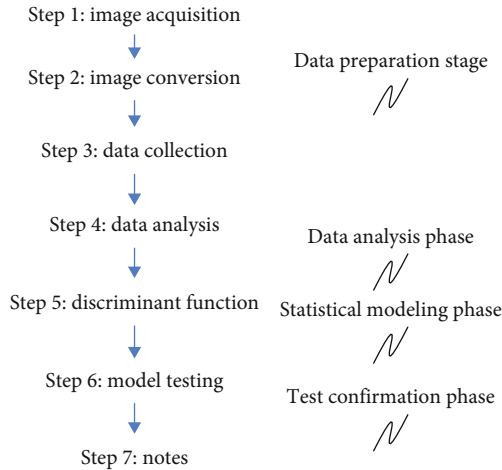 Step 1: image acquisition
Step 2: image conversion
Data preparation stage
Step 3: data collection
Step 4: data analysis
Data analysis phase
Step 5: discriminant function
Statistical modeling phase
Step 6: model testing
Test confirmation phase
Step 7: notes